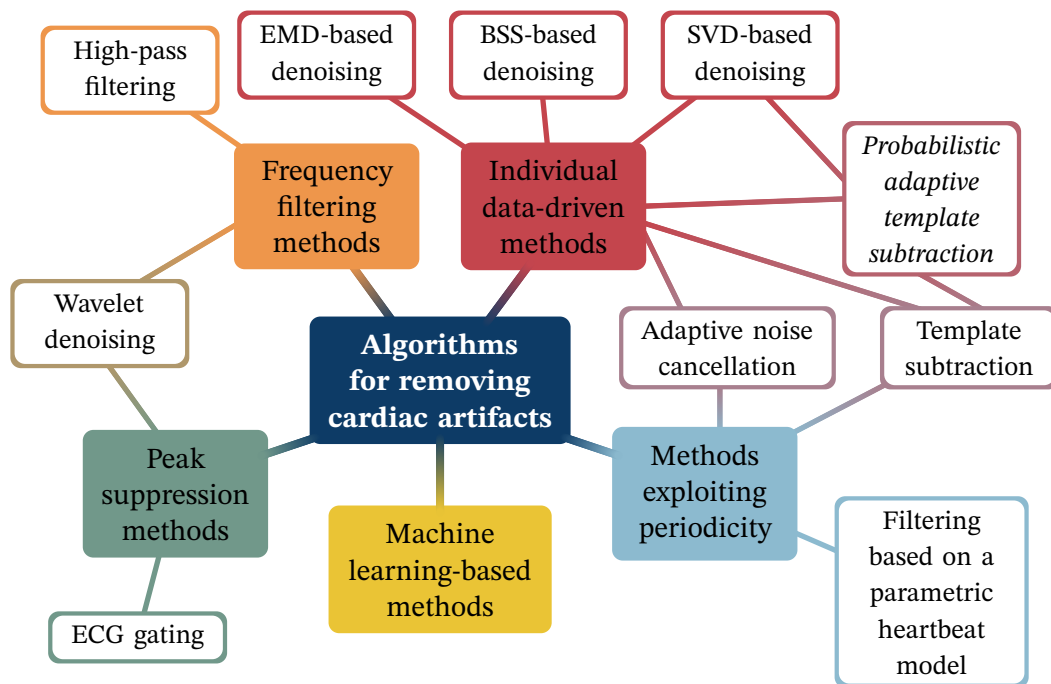 High-pass
filtering
EMD-based
denoising
BSS-based
denoising
SVD-based
denoising
Probabilistic
adaptive
template
subtraction
Frequency
filtering
methods
Individual
data-driven
methods
Wavelet
denoising
Algorithms
for removing
cardiac artifacts
Adaptive noise
cancellation
Template
subtraction
Peak
suppression
methods
Machine
learning-based
methods
Methods
exploiting
periodicity
Filtering
based on a
parametric
heartbeat
model
ECG gating